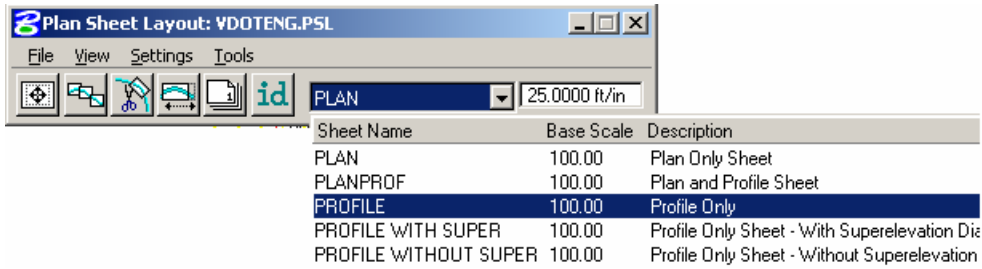 Plan Sheet Layout: VDOTENG.PSL
File View Settings Tools
1 id PLAN 25.0000 ft/in
Sheet Name Base Scale Description
PLAN 100.00 Plan Only Sheet
PLANPROF 100.00 Plan and Profile Sheet
PROFILE 100.00 Profile Only
PROFILE WITH SUPER 100.00 Profile Only Sheet - With Superelevation Dia
PROFILE WITHOUT SUPER 100.00 Profile Only Sheet - Without Superelevation